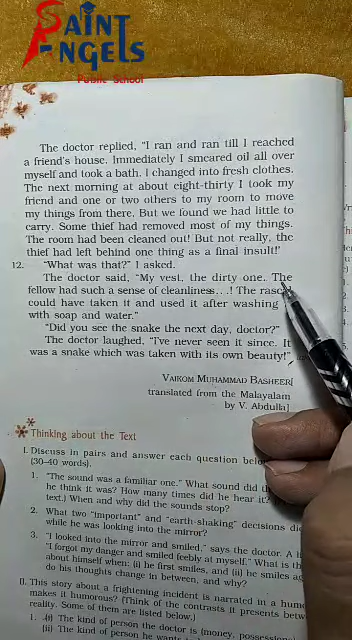 SAINT
ANGELS
Public School
The doctor replied, "I ran and ran till I reached
a friend's house. Immediately I smeared oil all over
myself and took a bath. I changed into fresh clothes.
The next morning at about eight-thirty I took my
friend and one or two others to my room to move
my things from there. But we found we had little to
carry. Some thief had removed most of my things.
The room had been cleaned out! But not really, the
thief had left behind one thing as a final insult!'
12. "What was that?" I asked.
The doctor said, "My vest, the dirty one. The
fellow had such a sense of cleanliness...! The rascal
could have taken it and used it after washing
with soap and water."
"Did you see the snake the next day, doctor?"
The doctor laughed, "I've never seen it since. It
was a snake which was taken with its own beauty!"
VAIKOM MUHAMMAD BASHEER
translated from the Malayalam
by V. Abdulla]
Thinking about the Text
I. Discuss in pairs and answer each question
(30-40 words).
1. "The sound was a familiar one." What sound did
he think it was? How many times did he hear it?
text.) When and why did the sounds stop?
2. What two "important" and "earth-shaking" decisions
while he was looking into the mirror?
3. "I looked into the mirror and smiled," says the doctor. A
"I forgot my danger and smiled feebly at myself." What is
about himself when: (i) he first smiles, and (ii) he smiles
do his thoughts change in between, and why?
II. This story about a frightening incident is narrated in a
makes it humorous? (Think of the contrasts it presents
reality. Some of them are listed below.)
1. (i) The kind of person the doctor is (money,
(ii) The kind of person he